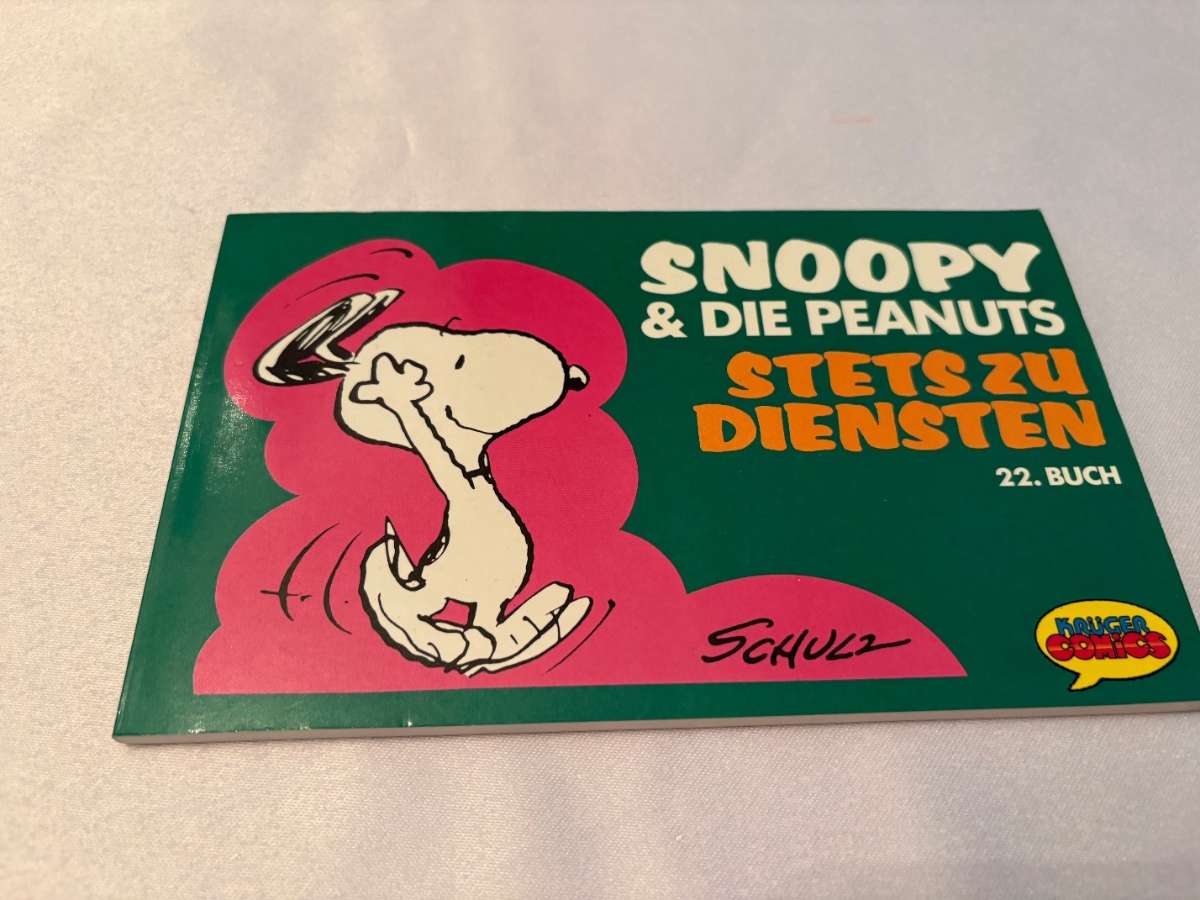 SNOOPY
& DIE PEANUTS
STETS ZU
DIENSTEN
22. BUCH
SCHULZ
KRÜGER
COMICS